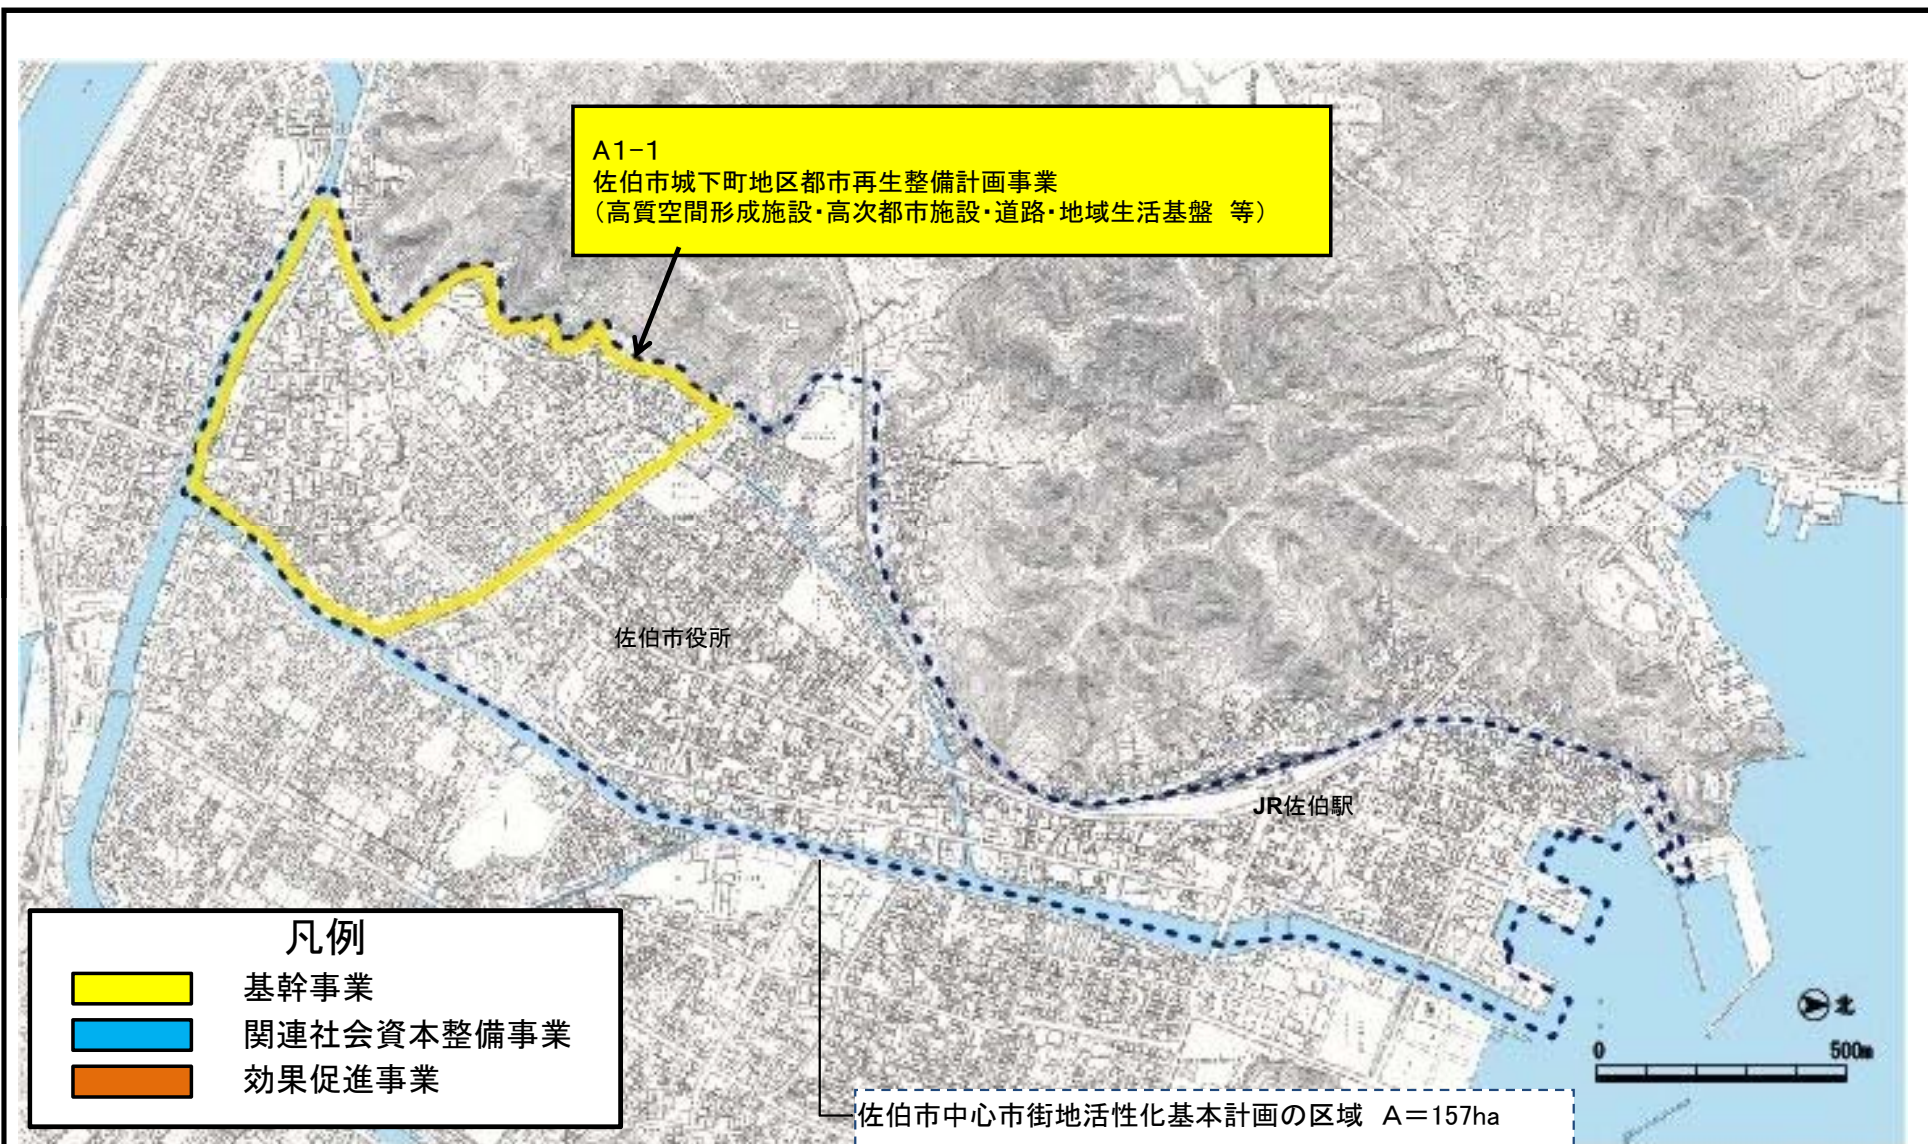 A1-1
佐伯市城下町地区都市再生整備計画事業
（高質空間形成施設・高次都市施設・道路・地域生活基盤 等）
佐伯市役所
JR佐伯駅
凡例
基幹事業
関連社会資本整備事業
効果促進事業
北
0 500m
佐伯市中心市街地活性化基本計画の区域 A＝157ha